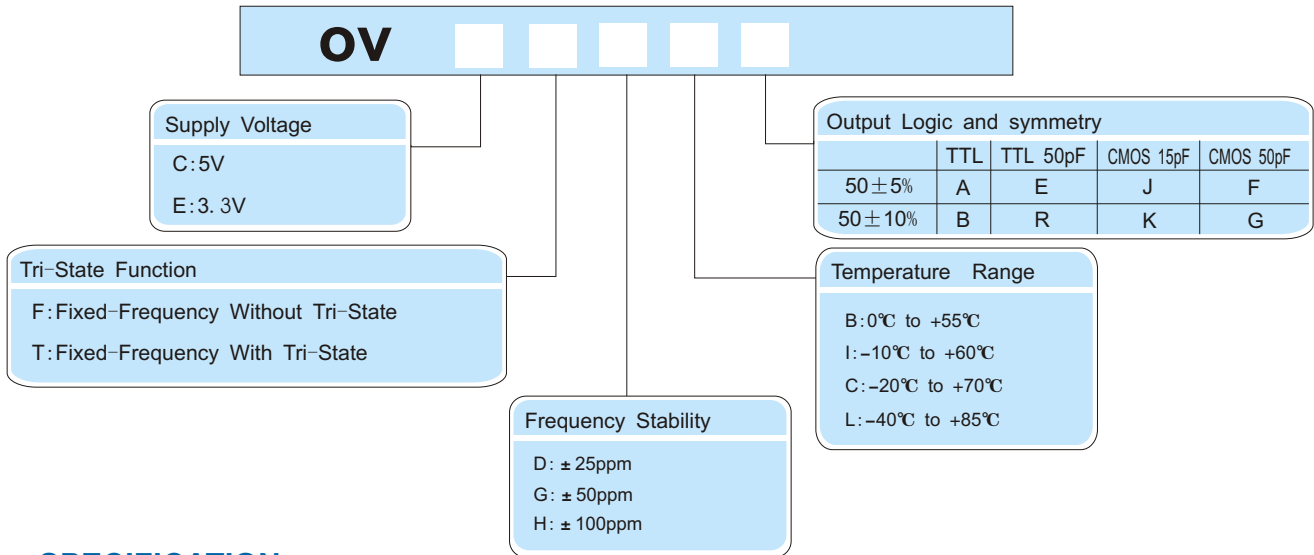 OV
Supply Voltage
C:5V
E:3.3V
Output Logic and symmetry
TTL TTL 50pF CMOS 15pF CMOS 50pF
50±5% A E J F
50±10% B R K G
Tri-State Function
F:Fixed-Frequency Without Tri-State
T:Fixed-Frequency With Tri-State
Temperature Range
B:0℃ to +55℃
I:-10℃ to +60℃
C:-20℃ to +70℃
L:-40℃ to +85℃
Frequency Stability
D: ±25ppm
G: ±50ppm
H: ±100ppm
SPECIFICATION